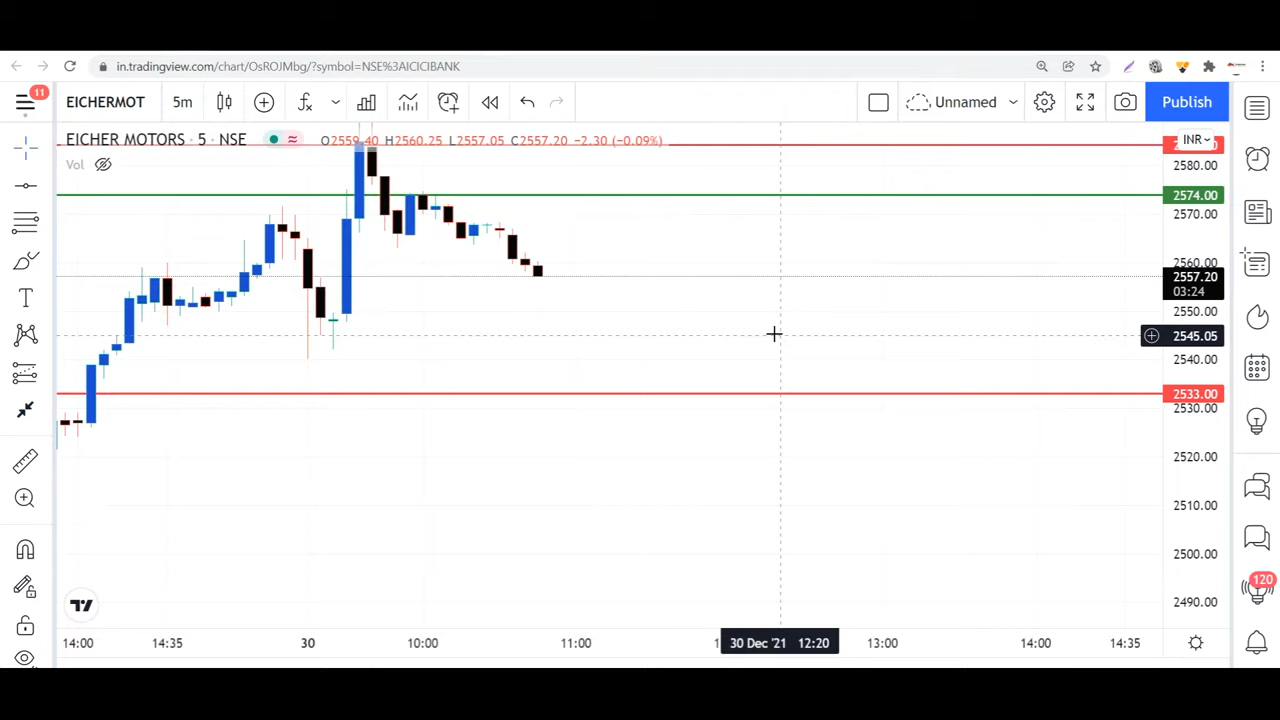 in.tradingview.com/chart/OsROJMbg/?symbol=NSE%3AICICIBANK
11
EICHERMOT 5m Unnamed Publish
EICHER MOTORS · 5 · NSE O2559.40 H2560.25 L2557.05 C2557.20 −2.30 (−0.09%)
INR
Vol
2580.00
2574.00
2570.00
2560.00
2557.20
03:24
2550.00
2545.05
2540.00
2533.00
2530.00
2520.00
2510.00
2500.00
120
2490.00
14:00 14:35 30 10:00 11:00 30 Dec '21 12:20 13:00 14:00 14:35